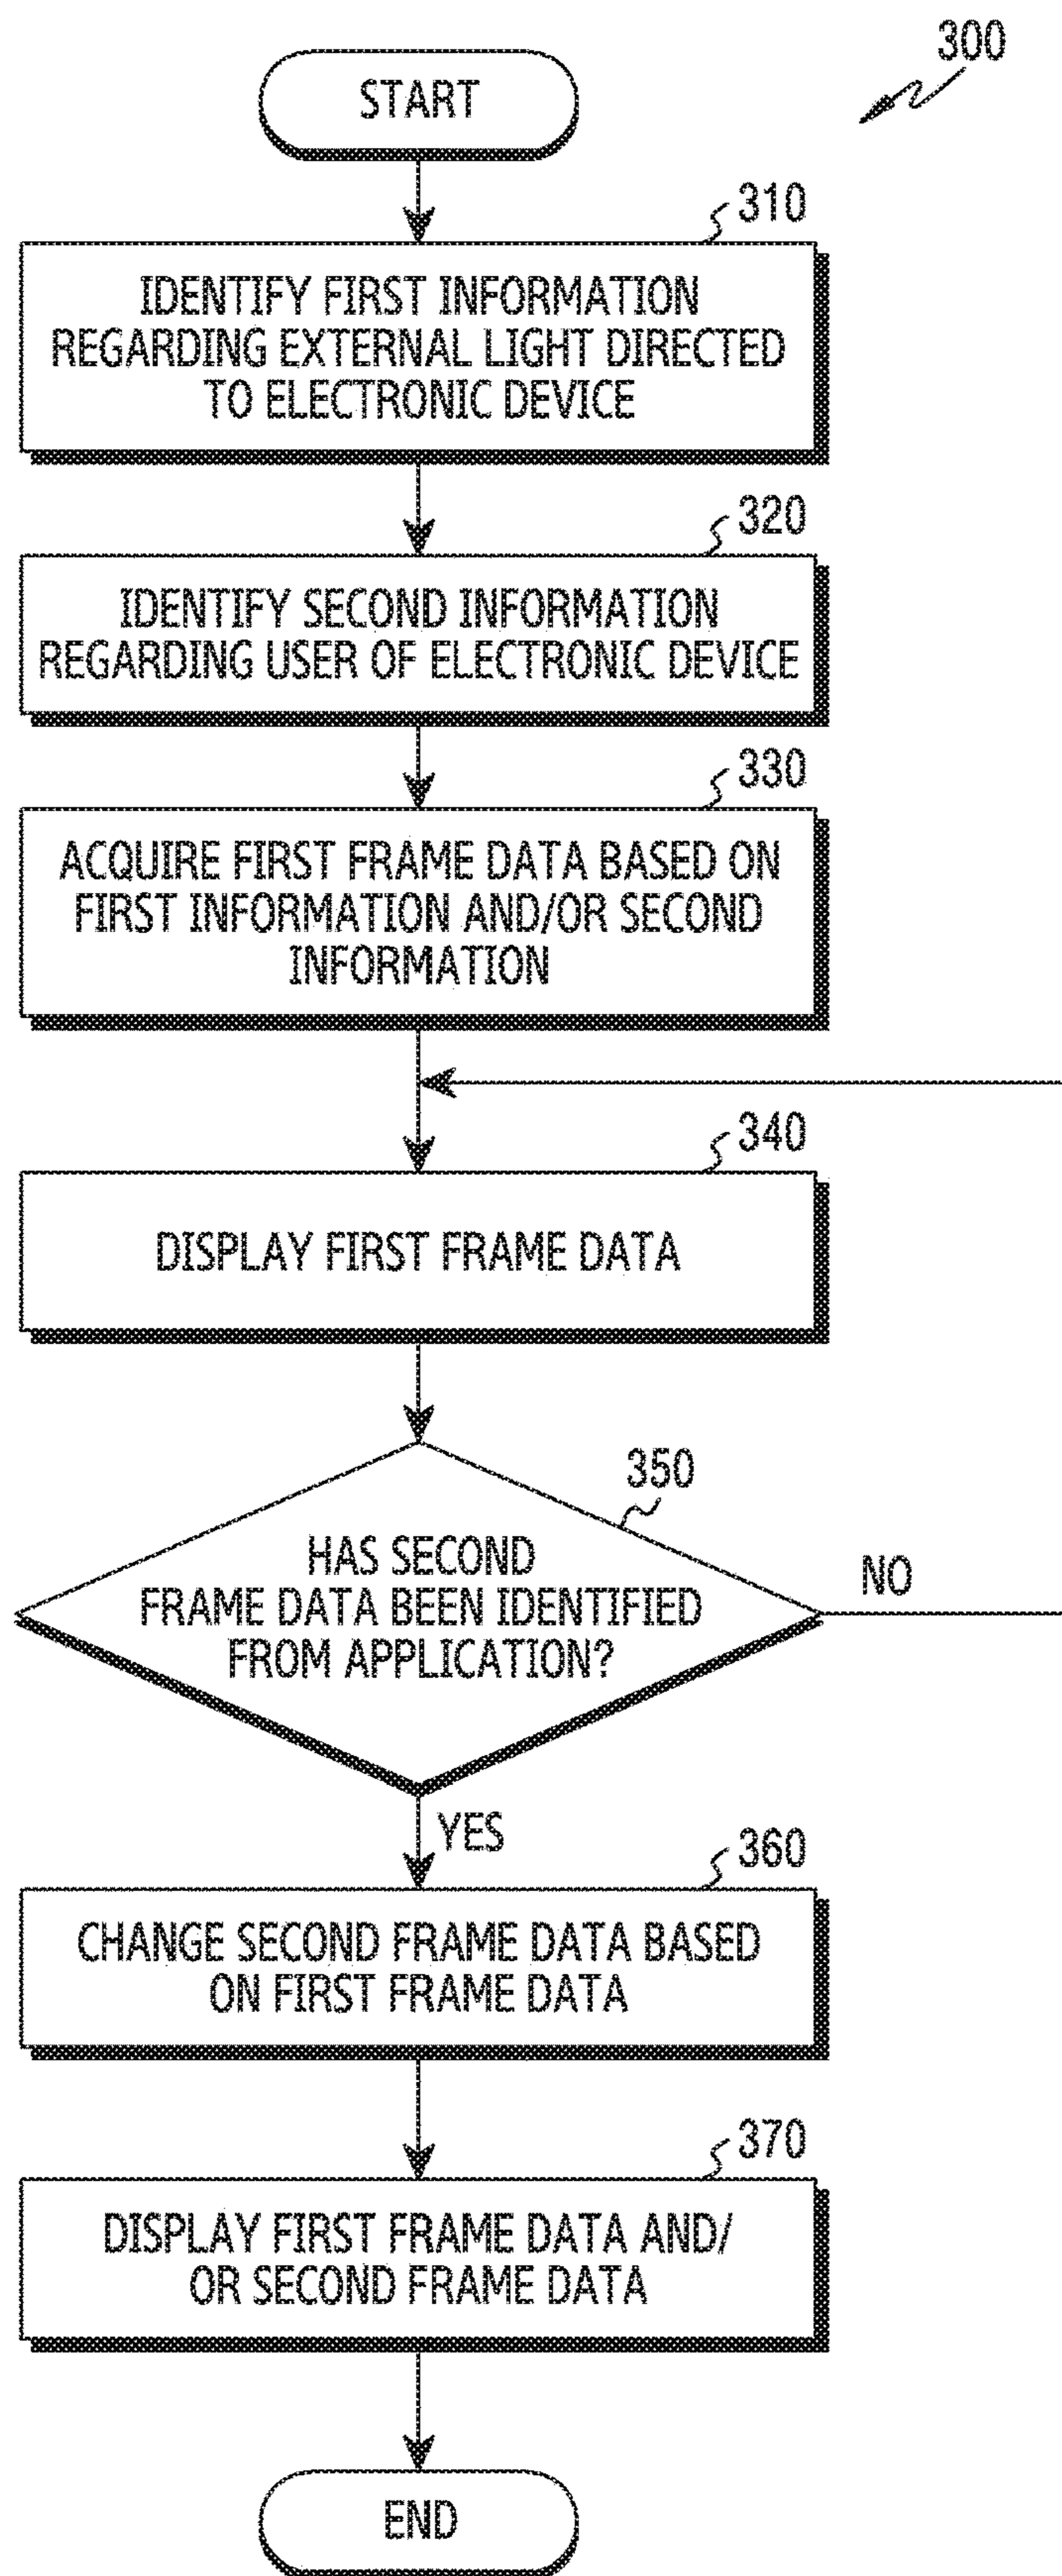 300
START
310
IDENTIFY FIRST INFORMATION
REGARDING EXTERNAL LIGHT DIRECTED
TO ELECTRONIC DEVICE
320
IDENTIFY SECOND INFORMATION
REGARDING USER OF ELECTRONIC DEVICE
330
ACQUIRE FIRST FRAME DATA BASED ON
FIRST INFORMATION AND/OR SECOND
INFORMATION
340
DISPLAY FIRST FRAME DATA
350
HAS SECOND
FRAME DATA BEEN IDENTIFIED
FROM APPLICATION?
NO
YES
360
CHANGE SECOND FRAME DATA BASED
ON FIRST FRAME DATA
370
DISPLAY FIRST FRAME DATA AND/
OR SECOND FRAME DATA
END